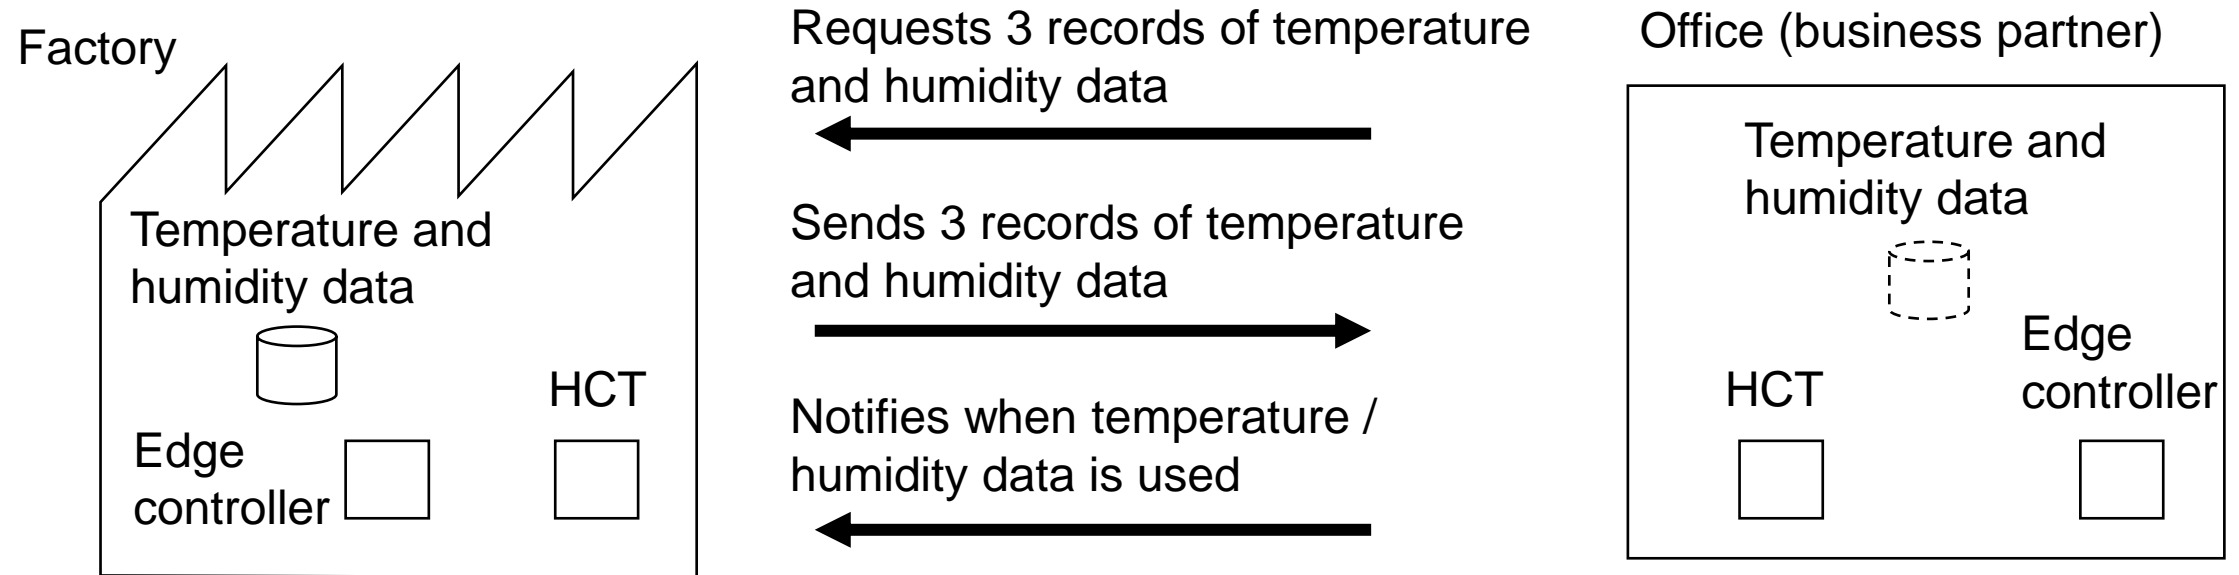 Factory
Temperature and
humidity data
HCT
Edge
controller
Requests 3 records of temperature
and humidity data
Sends 3 records of temperature
and humidity data
Notifies when temperature /
humidity data is used
Office (business partner)
Temperature and
humidity data
HCT
Edge
controller